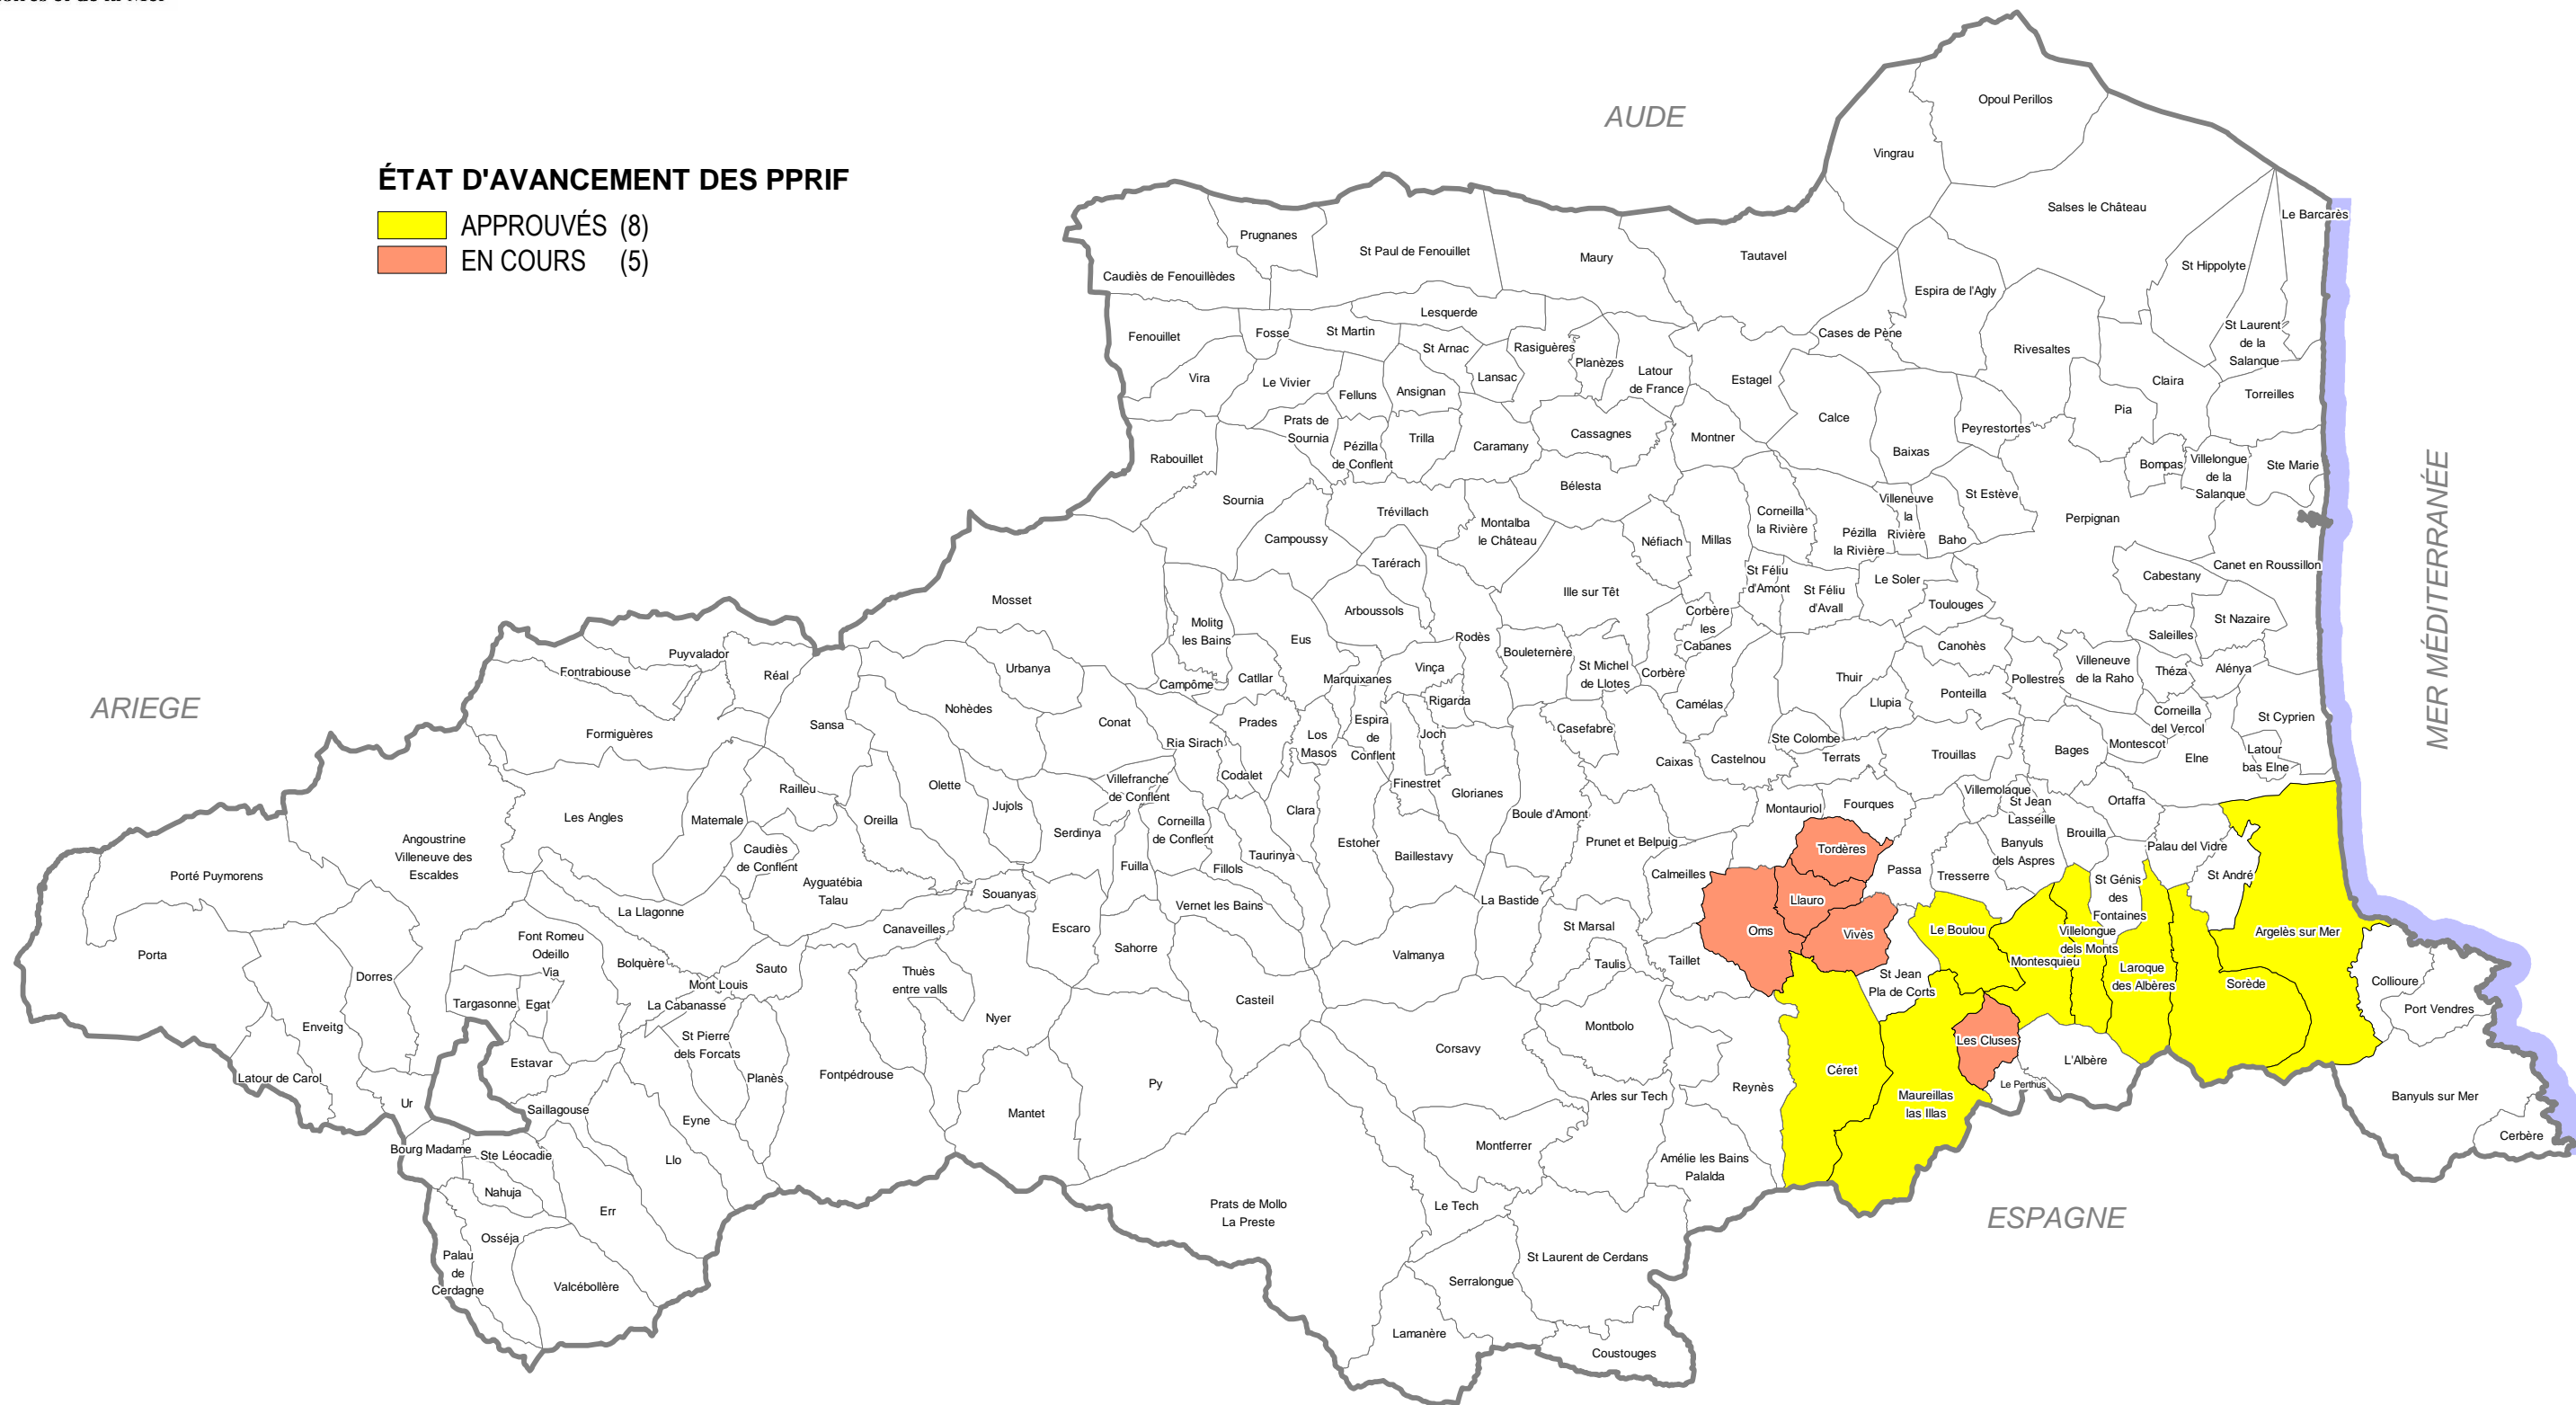 AUDE
ÉTAT D'AVANCEMENT DES PPRIF
APPROUVÉS (8)
EN COURS (5)
ARIEGE
MER MÉDITERRANÉE
ESPAGNE
Opoul Perillos
Vingrau
Salses le Château
Le Barcarès
Prugnanes
St Paul de Fenouillet
Maury
Tautavel
St Hippolyte
Caudiès de Fenouillèdes
Espira de l'Agly
Lesquerde
Fenouillet
Fosse
St Martin
St Arnac
Rasiguères
Planèzes
Cases de Pène
Rivesaltes
St Laurent
de la
Salanque
Vira
Le Vivier
Felluns
Ansignan
Lansac
Latour
de France
Estagel
Claira
Torreilles
Prats de
Sournia
Pézilla
de Conflent
Trilla
Caramany
Cassagnes
Montner
Calce
Baixas
Peyrestortes
Pia
Rabouillet
Bompas
Villelongue
de la
Salanque
Ste Marie
Sournia
Trévillach
Bélesta
Montalba
le Château
Campoussy
Tarérach
Néfiach
Millas
Corneilla
la Rivière
Pézilla
la Rivière
Villeneuve
la
Rivière
Baho
St Estève
Perpignan
Canet en Roussillon
Cabestany
Mosset
Molitg
les Bains
Arboussols
Eus
Ille sur Têt
St Féliu
d'Amont
St Féliu
d'Avall
Le Soler
Toulouges
Corbère
les
Cabanes
Rodès
Bouleternère
St Michel
de Llotes
Corbère
Canohès
Saleilles
St Nazaire
Puyvalador
Fontrabiouse
Réal
Urbanya
Campôme
Catllar
Marquixanes
Vinça
Rigarda
Camélas
Thuir
Llupia
Ponteilla
Pollestres
Villeneuve
de la Raho
Théza
Alénya
Corneilla
del Vercol
St Cyprien
Nohèdes
Conat
Sansa
Formiguères
Ria Sirach
Prades
Los
Masos
Espira
de
Conflent
Joch
Casefabre
Caixas
Castelnou
Ste Colombe
Terrats
Trouillas
Bages
Montescot
Elne
Latour
bas Elne
Les Angles
Matemale
Railleu
Oreilla
Olette
Jujols
Serdinya
Villefranche
de Conflent
Codalet
Finestret
Glorianes
Clara
Corneilla
de Conflent
Boule d'Amont
Montauriol
Fourques
Villemolaque
St Jean
Lasseille
Ortaffa
Brouilla
Angoustrine
Villeneuve des
Escaldes
Porté Puymorens
Caudiès
de Conflent
Ayguatébia
Talau
Fuilla
Fillols
Taurinya
Estoher
Baillestavy
Prunet et Belpuig
Calmeilles
Tordères
Passa
Tresserre
Banyuls
dels Aspres
Palau del Vidre
St André
St Génis
des
Fontaines
Souanyas
La Llagonne
Canaveilles
Escaro
Vernet les Bains
Sahorre
La Bastide
Valmanya
St Marsal
Taulis
Taillet
Oms
Llauro
Vivès
Le Boulou
Montesquieu
Villelongue
dels Monts
Laroque
des Albères
Sorède
Argelès sur Mer
Collioure
Port Vendres
Porta
Dorres
Font Romeu
Odeillo
Via
Bolquère
Mont Louis
Sauto
Thuès
entre valls
Nyer
Casteil
Targasonne
Egat
La Cabanasse
St Pierre
dels Forcats
Planès
Fontpédrouse
Enveitg
Latour de Carol
Estavar
Ur
Saillagouse
Eyne
Llo
Mantet
Py
Corsavy
Montbolo
Arles sur Tech
Reynès
Céret
St Jean
Pla de Corts
Maureillas
las Illas
Les Cluses
L'Albère
Le Perthus
Banyuls sur Mer
Cerbère
Bourg Madame
Ste Léocadie
Nahuja
Err
Osséja
Palau
de
Cerdagne
Valcébollère
Montferrer
Amélie les Bains
Palalda
Prats de Mollo
La Preste
Le Tech
St Laurent de Cerdans
Serralongue
Lamanère
Coustouges